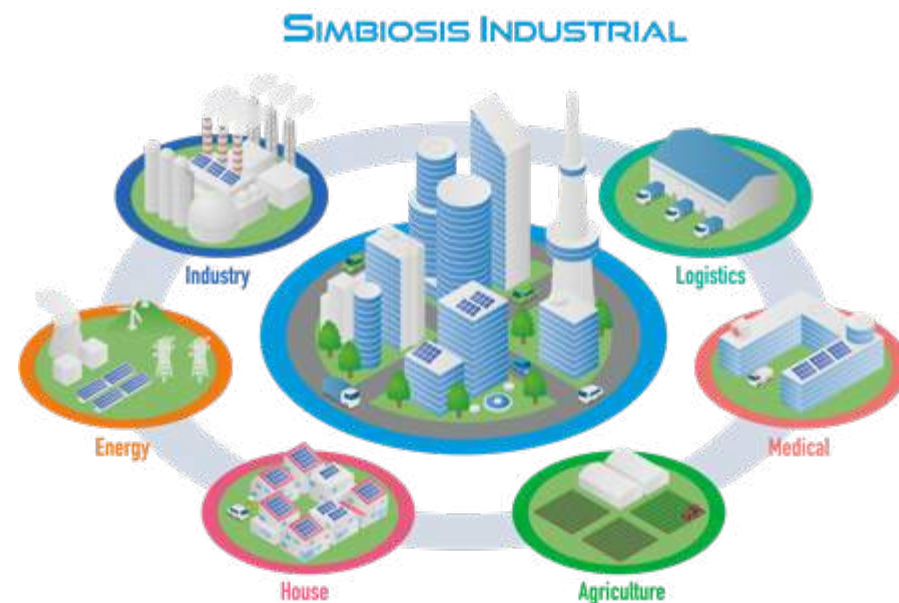 SIMBIOSIS INDUSTRIAL
Industry
Logistics
Energy
Medical
House
Agriculture